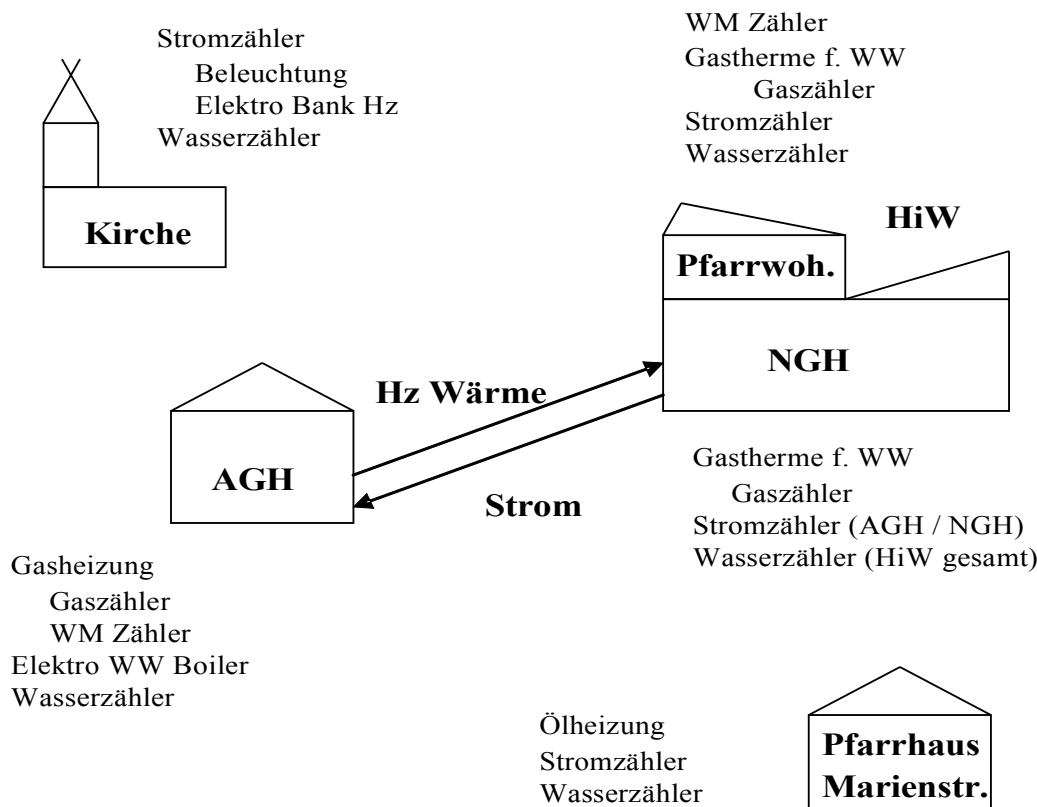 Stromzähler
Beleuchtung
Elektro Bank Hz
Wasserzähler
Kirche
WM Zähler
Gastherme f. WW
Gaszähler
Stromzähler
Wasserzähler
HiW
Pfarrwoh.
NGH
Hz Wärme
AGH
Strom
Gastherme f. WW
Gaszähler
Stromzähler (AGH / NGH)
Wasserzähler (HiW gesamt)
Gasheizung
Gaszähler
WM Zähler
Elektro WW Boiler
Wasserzähler
Ölheizung
Stromzähler
Wasserzähler
Pfarrhaus
Marienstr.